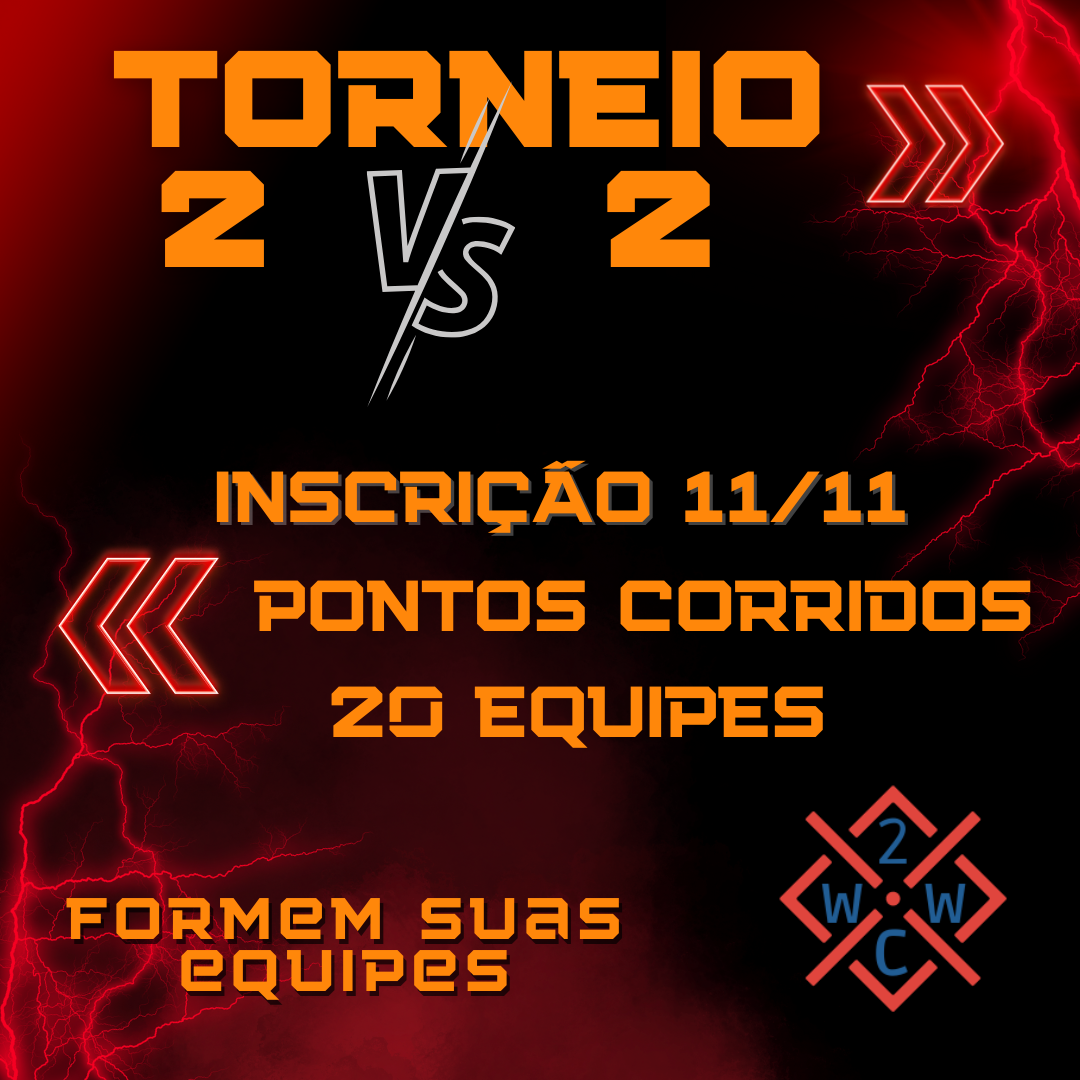 TORNEIO
2 VS 2
INSCRIÇÃO 11/11
PONTOS CORRIDOS
20 EQUIPES
FORMEM SUAS
EQUIPES
2
W W
C